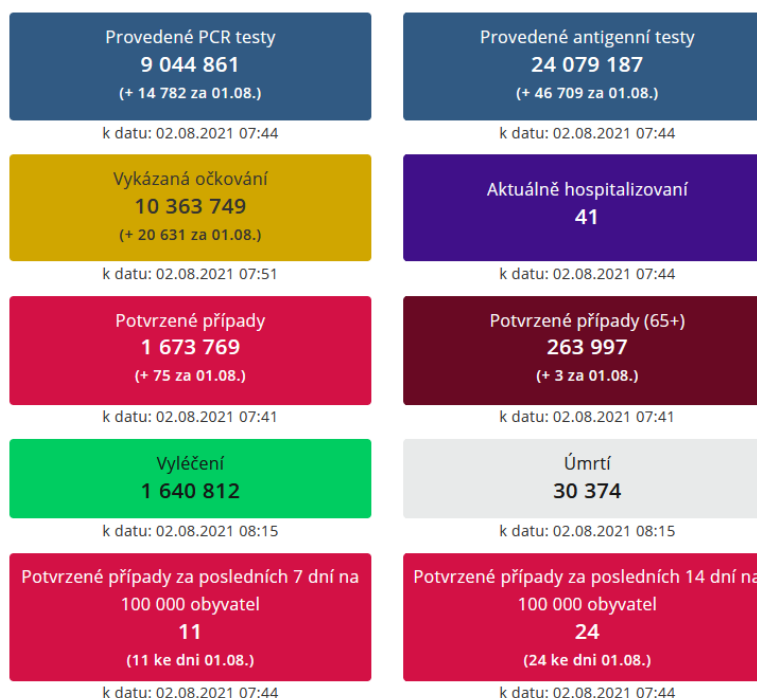 Provedené PCR testy
9 044 861
(+ 14 782 za 01.08.)
k datu: 02.08.2021 07:44
Provedené antigenní testy
24 079 187
(+ 46 709 za 01.08.)
k datu: 02.08.2021 07:44
Vykázaná očkování
10 363 749
(+ 20 631 za 01.08.)
k datu: 02.08.2021 07:51
Aktuálně hospitalizovaní
41
k datu: 02.08.2021 07:44
Potvrzené případy
1 673 769
(+ 75 za 01.08.)
k datu: 02.08.2021 07:41
Potvrzené případy (65+)
263 997
(+ 3 za 01.08.)
k datu: 02.08.2021 07:41
Vyléčení
1 640 812
k datu: 02.08.2021 08:15
Úmrtí
30 374
k datu: 02.08.2021 08:15
Potvrzené případy za posledních 7 dní na
100 000 obyvatel
11
(11 ke dni 01.08.)
k datu: 02.08.2021 07:44
Potvrzené případy za posledních 14 dní na
100 000 obyvatel
24
(24 ke dni 01.08.)
k datu: 02.08.2021 07:44